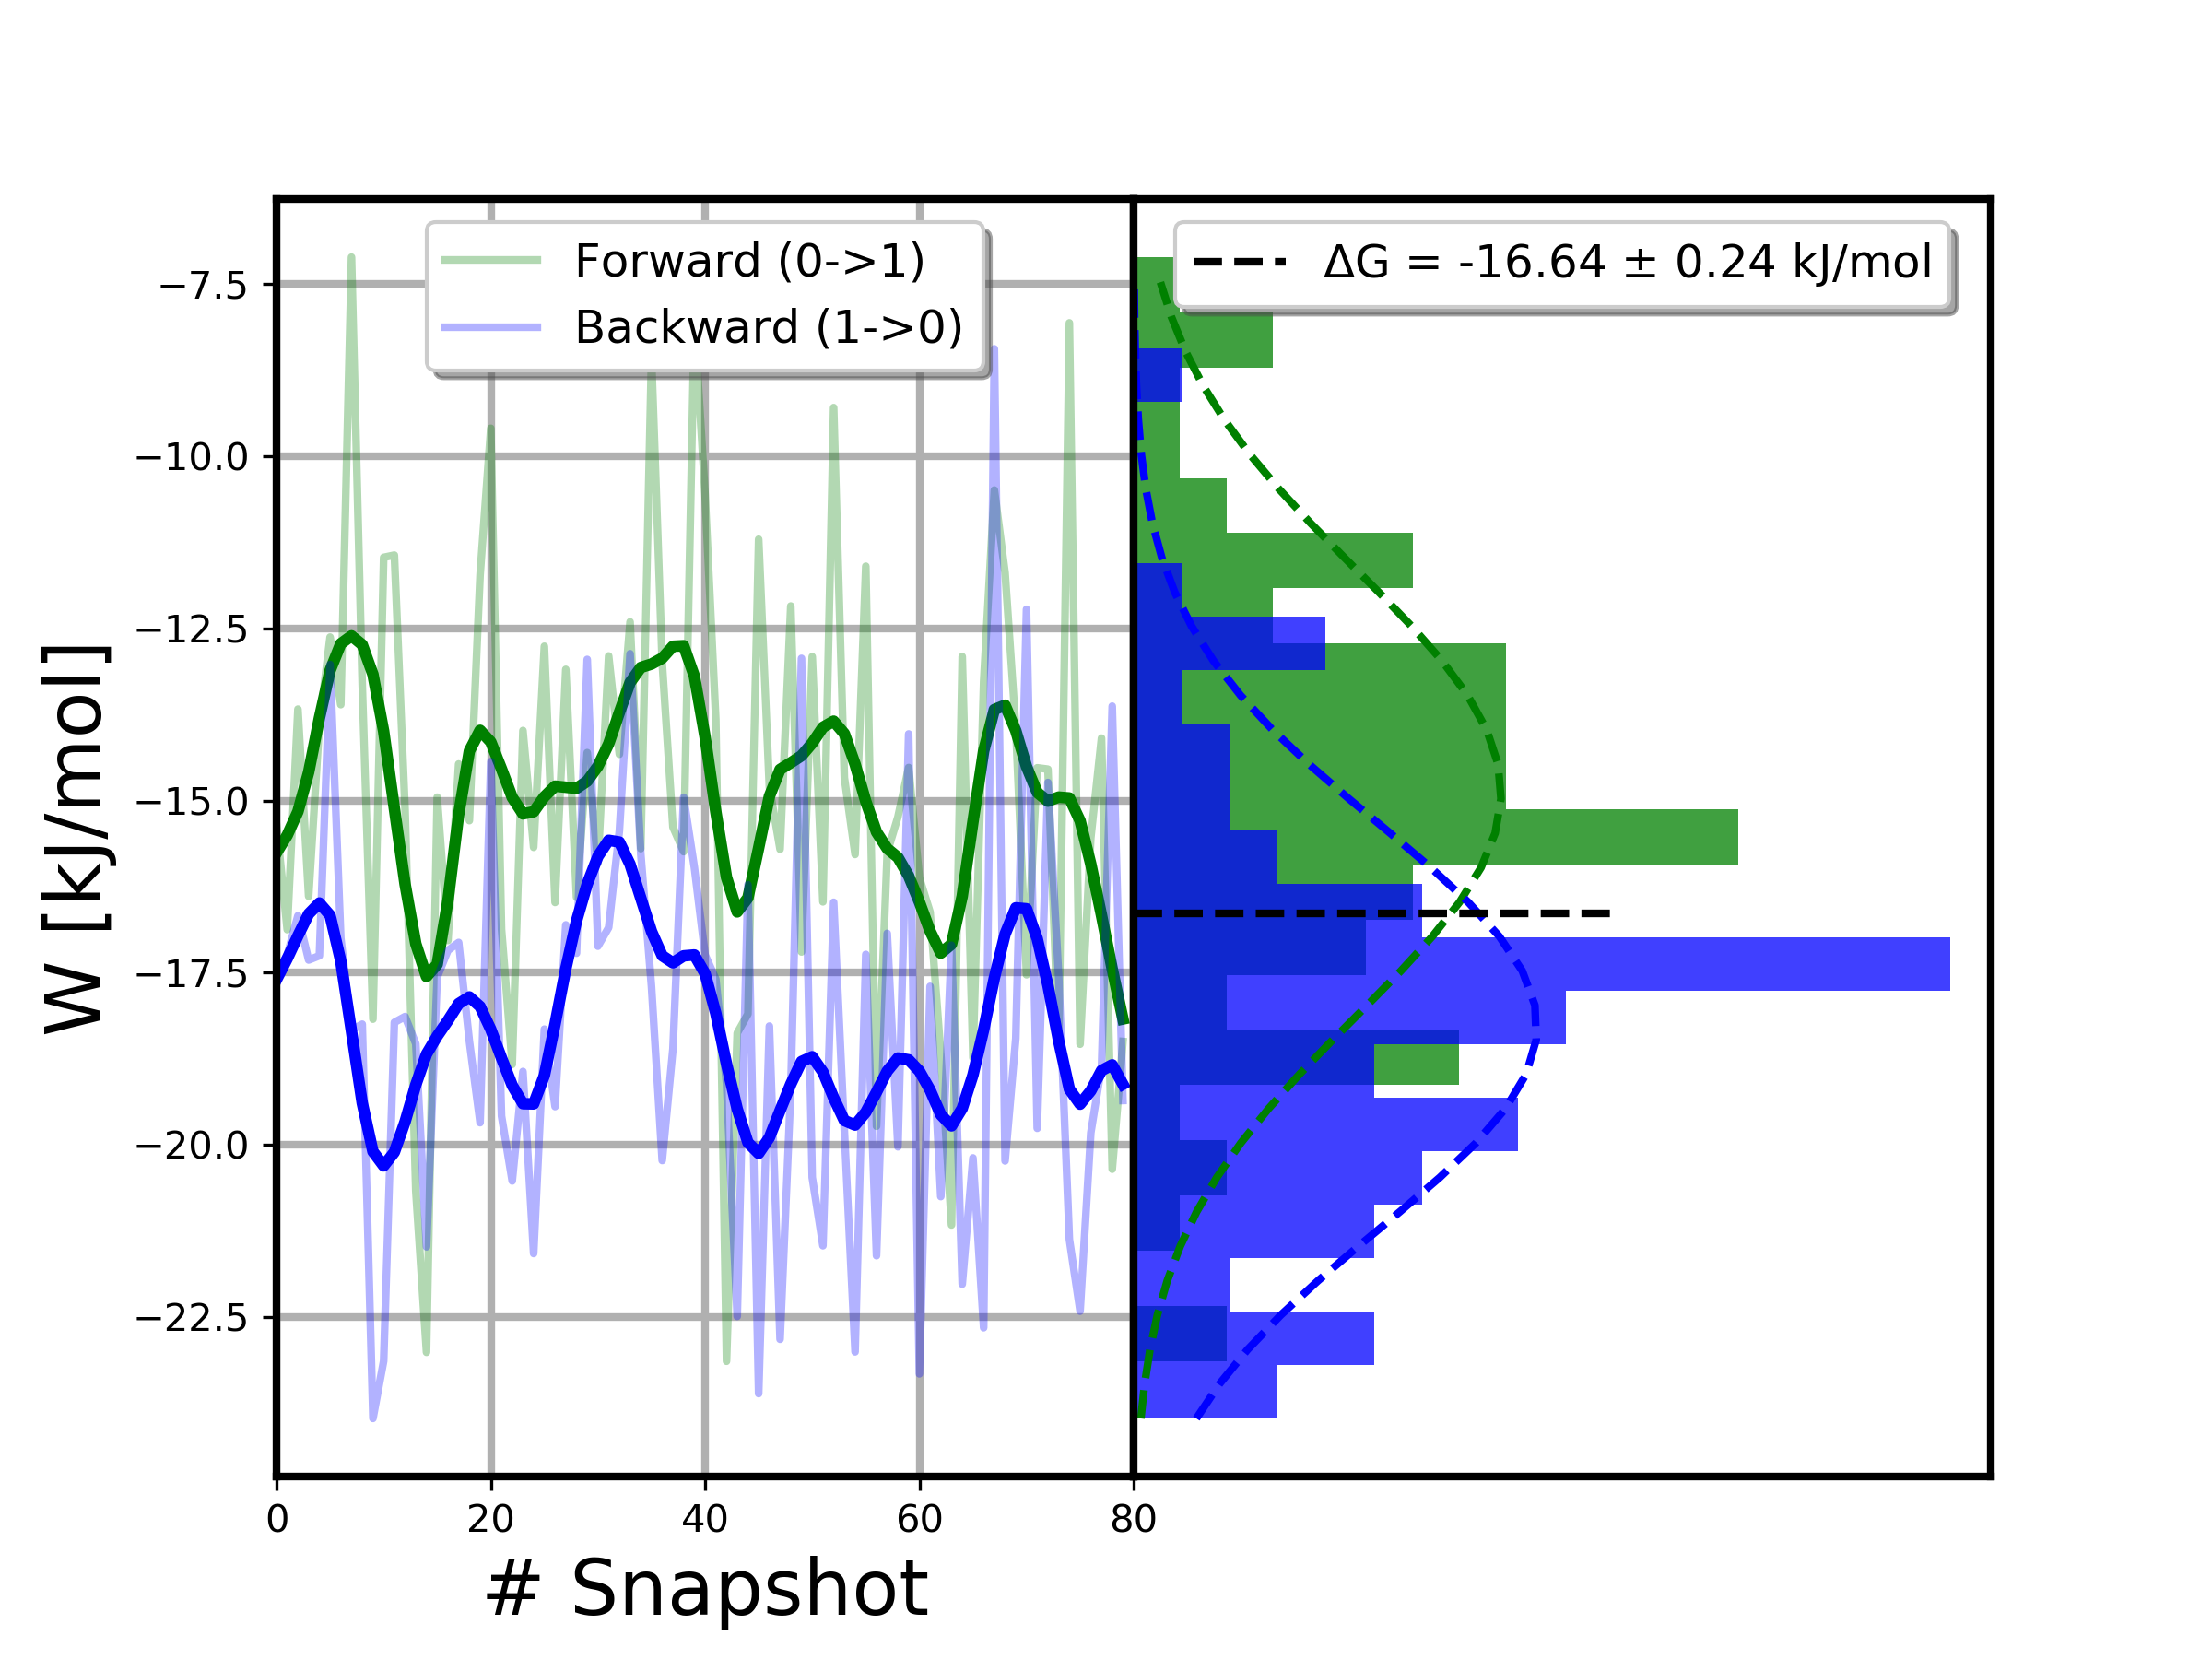 Forward (0->1)
Backward (1->0)
ΔG = -16.64 ± 0.24 kJ/mol
W [kJ/mol]
−7.5
−10.0
−12.5
−15.0
−17.5
−20.0
−22.5
0 20 40 60 80
# Snapshot